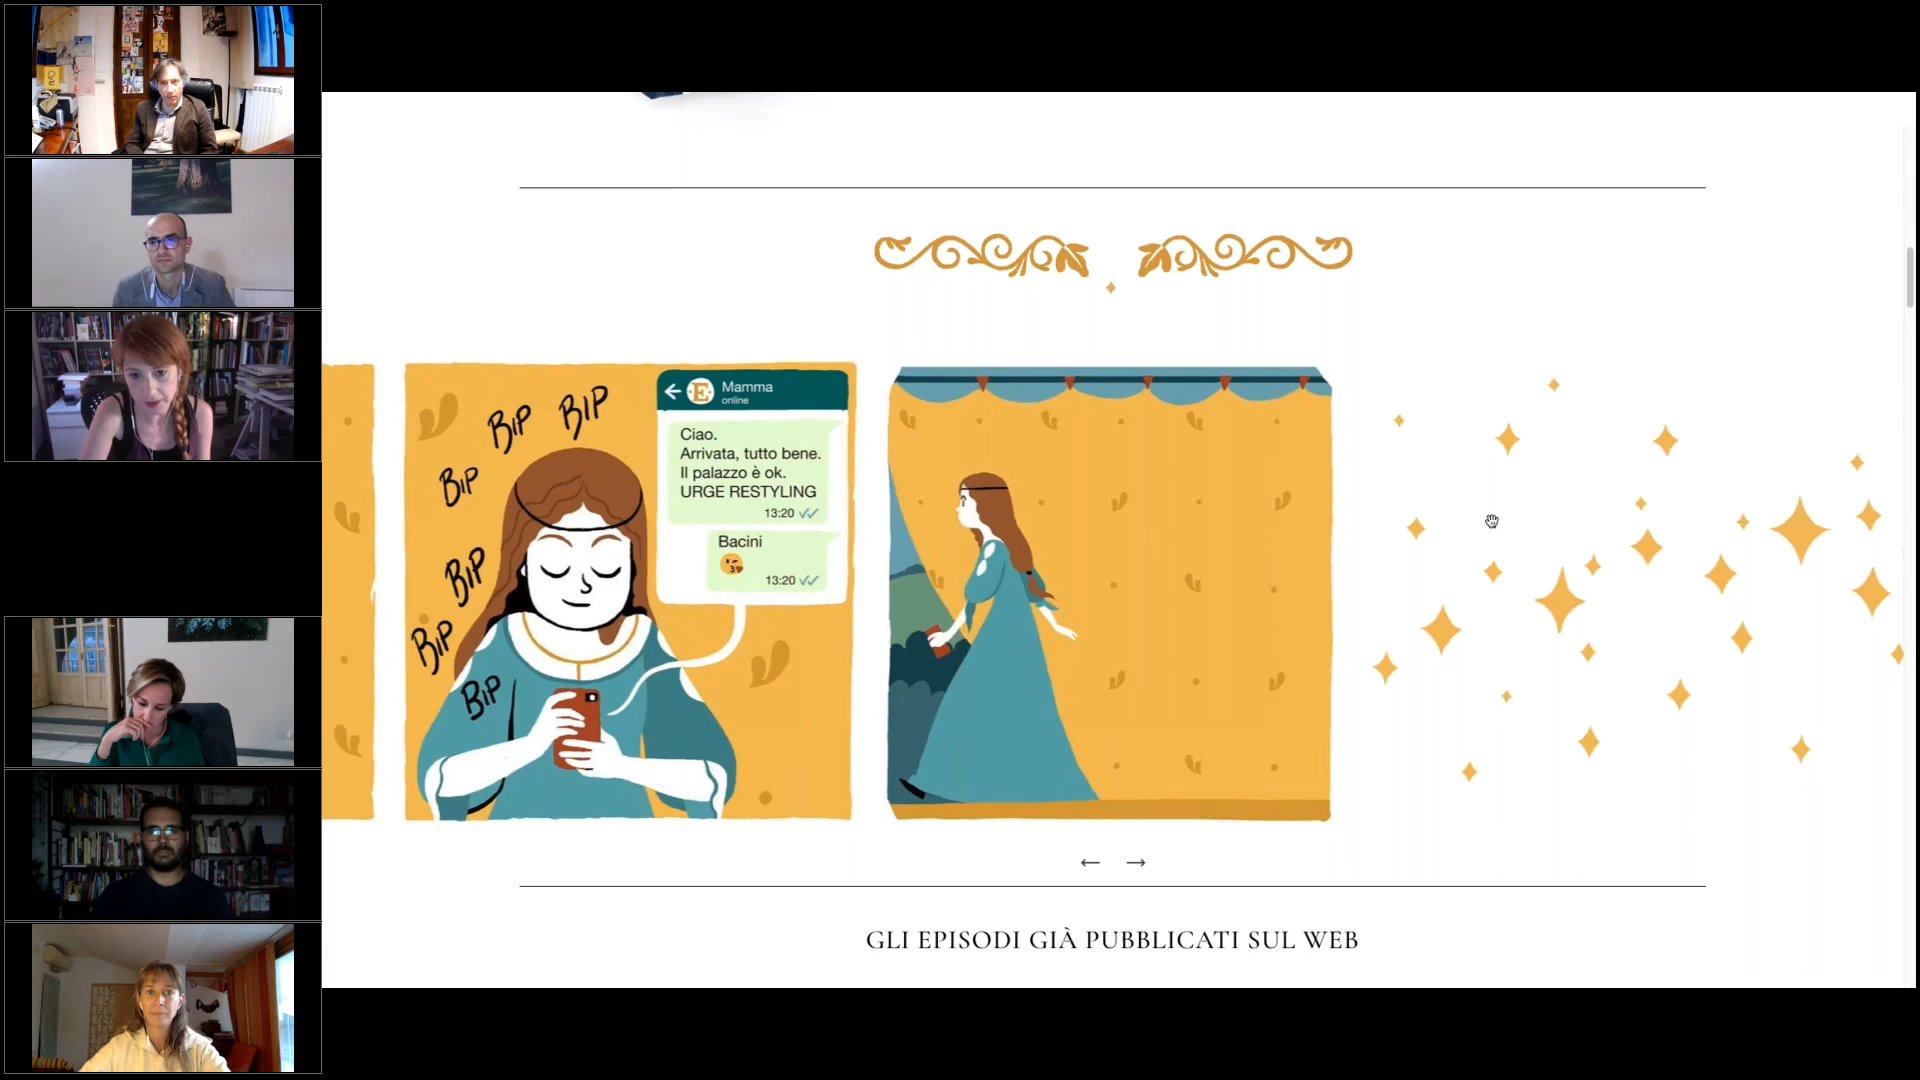 BIP BIP
BIP
BIP
BIP
BIP
Mamma
online
Ciao.
Arrivata, tutto bene.
Il palazzo è ok.
URGE RESTYLING
13:20
Bacini
13:20
E
GLI EPISODI GIÀ PUBBLICATI SUL WEB